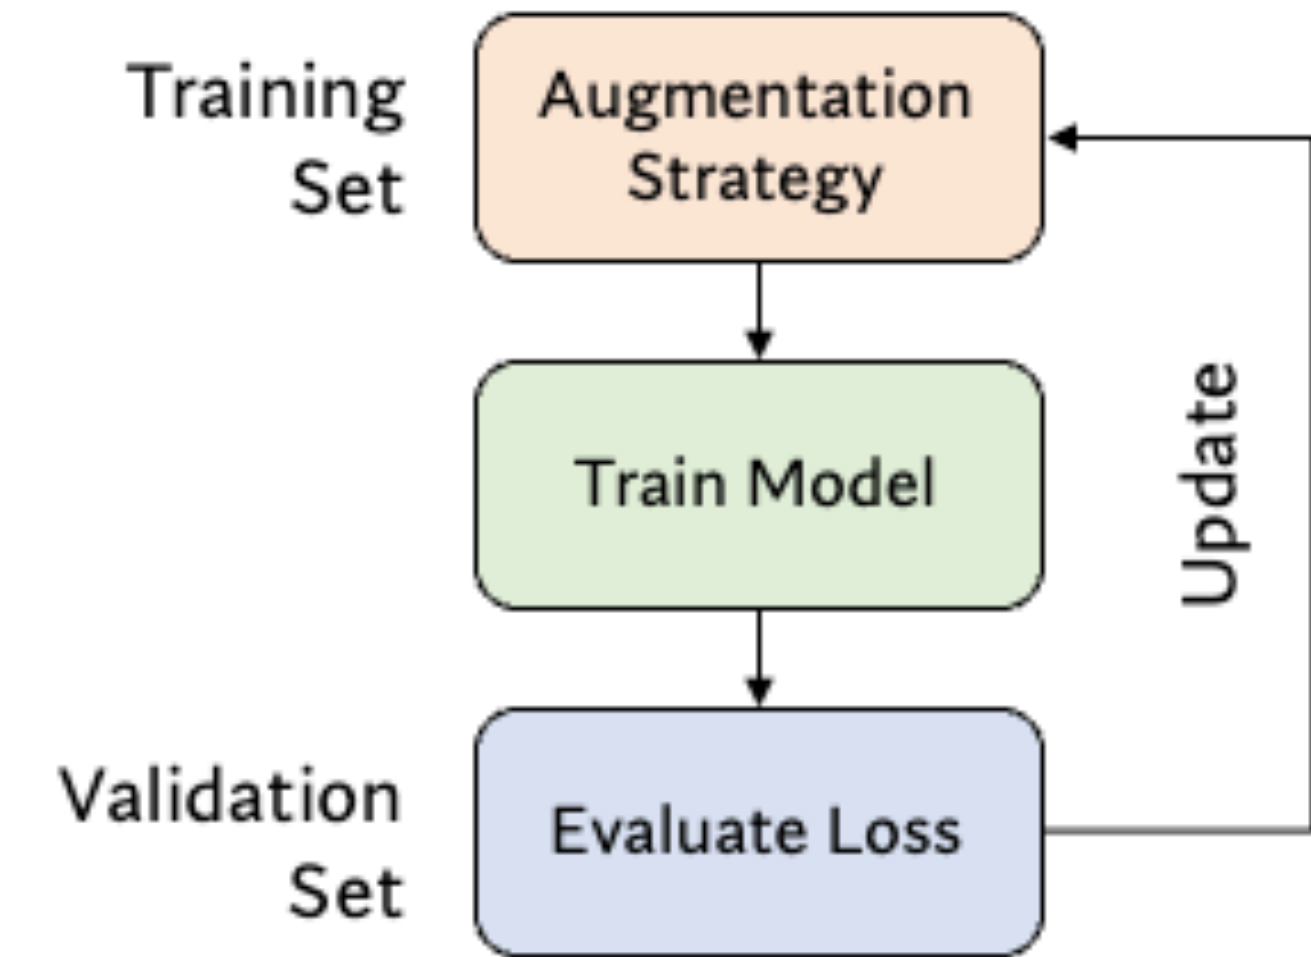 Training
Set
Augmentation
Strategy
Train Model
Update
Validation
Set
Evaluate Loss